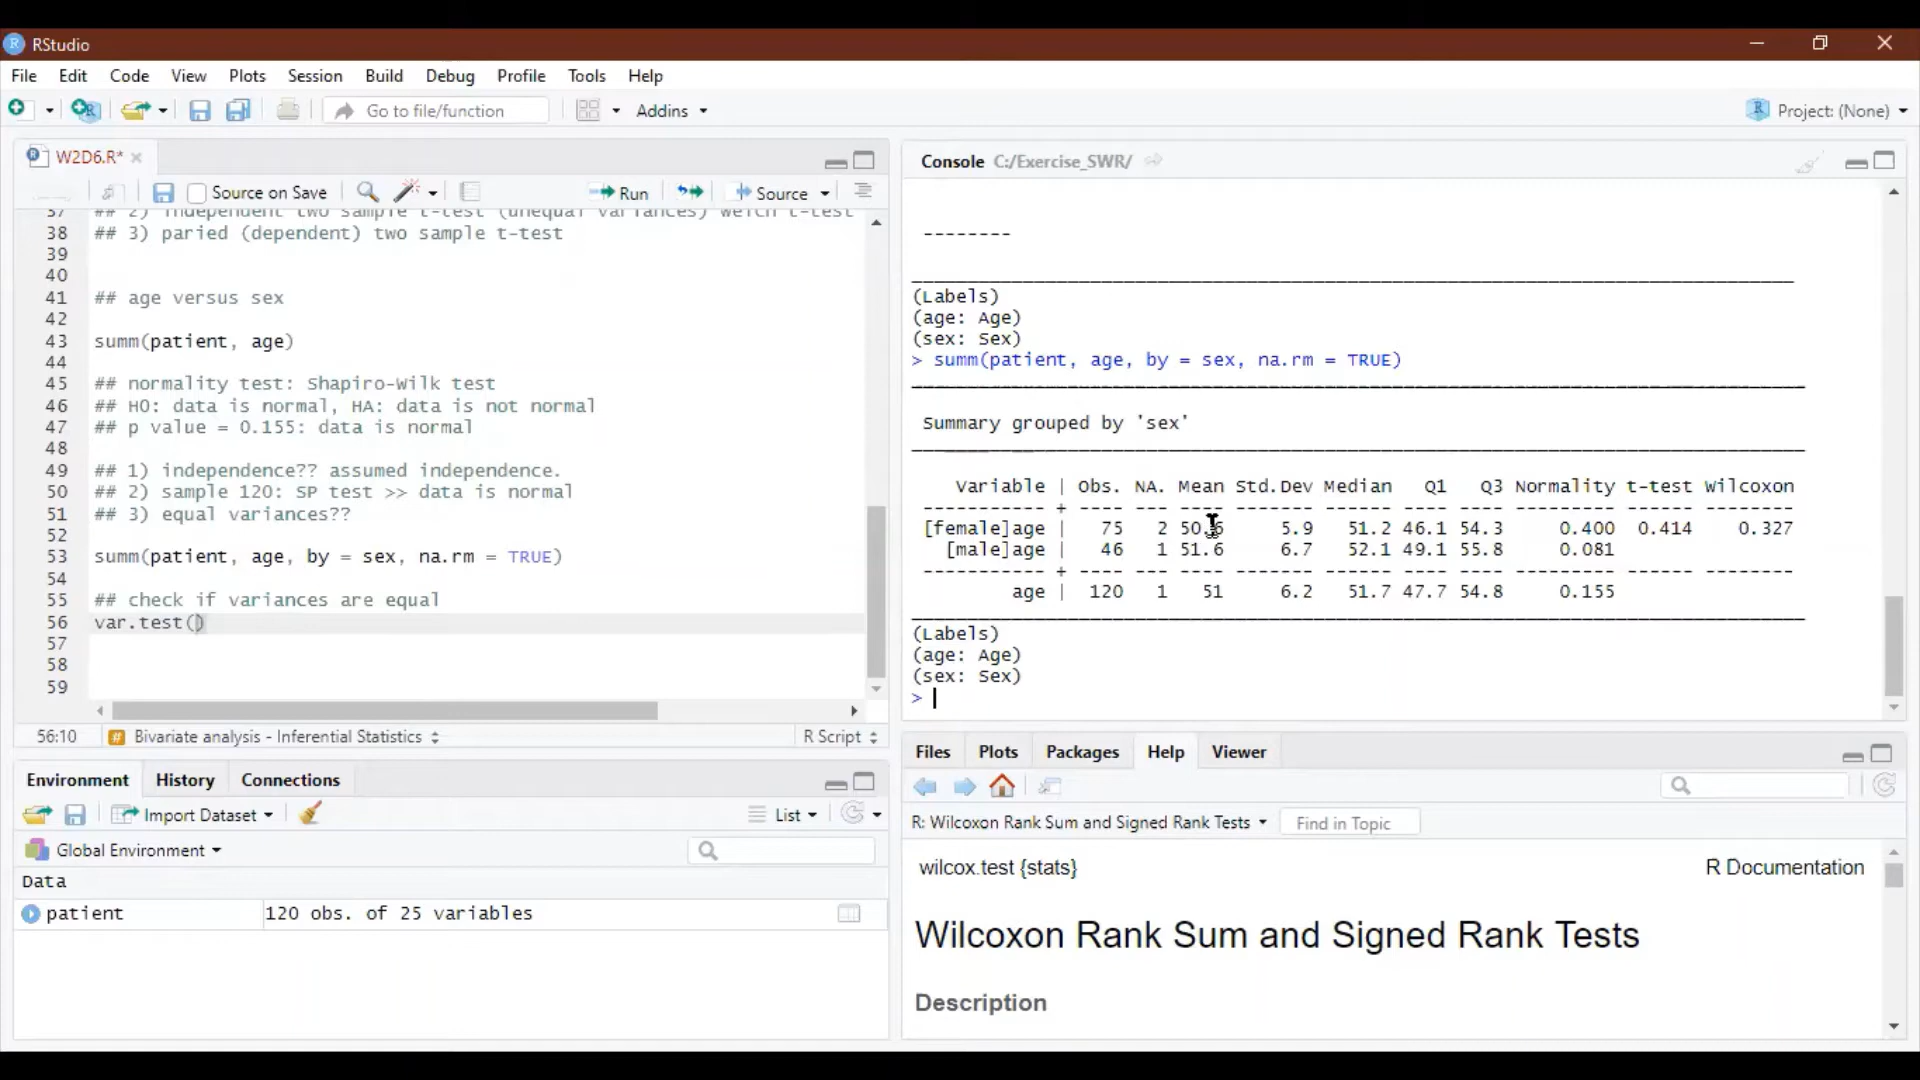 RStudio
File Edit Code View Plots Session Build Debug Profile Tools Help
Go to file/function
Addins
Project: (None)
W2D6.R*
Source on Save
Run
Source
37 ## 2) independent two sample t-test (unequal variances) welch t-test
38 ## 3) paried (dependent) two sample t-test
39
40
41 ## age versus sex
42
43 summ(patient, age)
44
45 ## normality test: Shapiro-Wilk test
46 ## H0: data is normal, HA: data is not normal
47 ## p value = 0.155: data is normal
48
49 ## 1) independence?? assumed independence.
50 ## 2) sample 120: SP test >> data is normal
51 ## 3) equal variances??
52
53 summ(patient, age, by = sex, na.rm = TRUE)
54
55 ## check if variances are equal
56 var.test()
57
58
59
56:10 # Bivariate analysis - Inferential Statistics
R Script
Environment History Connections
Import Dataset
List
Global Environment
Data
patient 120 obs. of 25 variables
Console C:/Exercise_SWR/
--------
(Labels)
(age: Age)
(sex: Sex)
> summ(patient, age, by = sex, na.rm = TRUE)
Summary grouped by 'sex'
Variable | Obs. NA. Mean Std.Dev Median Q1 Q3 Normality t-test Wilcoxon
----------- + ---- --- ---- ------- ------ ---- ---- --------- ------ --------
[female]age | 75 2 5.9 51.2 46.1 54.3 0.400 0.414 0.327
[male]age | 46 1 51.6 6.7 52.1 49.1 55.8 0.081
----------- + ---- --- ---- ------- ------ ---- ---- --------- ------ --------
age | 120 1 51 6.2 51.7 47.7 54.8 0.155
(Labels)
(age: Age)
(sex: Sex)
>
Files Plots Packages Help Viewer
R: Wilcoxon Rank Sum and Signed Rank Tests
Find in Topic
wilcox.test {stats}
R Documentation
Wilcoxon Rank Sum and Signed Rank Tests
Description